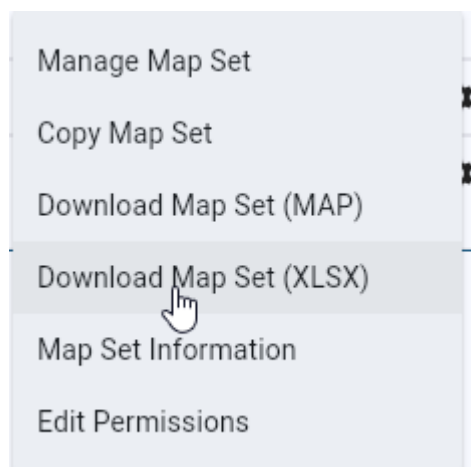 Manage Map Set
Copy Map Set
Download Map Set (MAP)
Download Map Set (XLSX)
Map Set Information
Edit Permissions